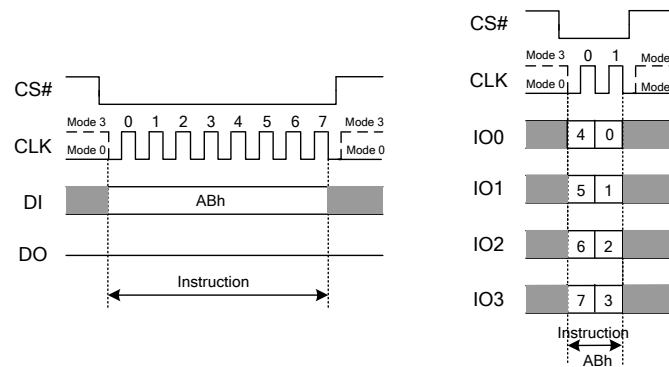 CS#
Mode 3 0 1 2 3 4 5 6 7 Mode 3
CLK
Mode 0 Mode 0
DI ABh
DO
Instruction
CS#
Mode 3 0 1 Mode
CLK
Mode 0 Mode
IO0 4 0
IO1 5 1
IO2 6 2
IO3 7 3
Instruction
ABh